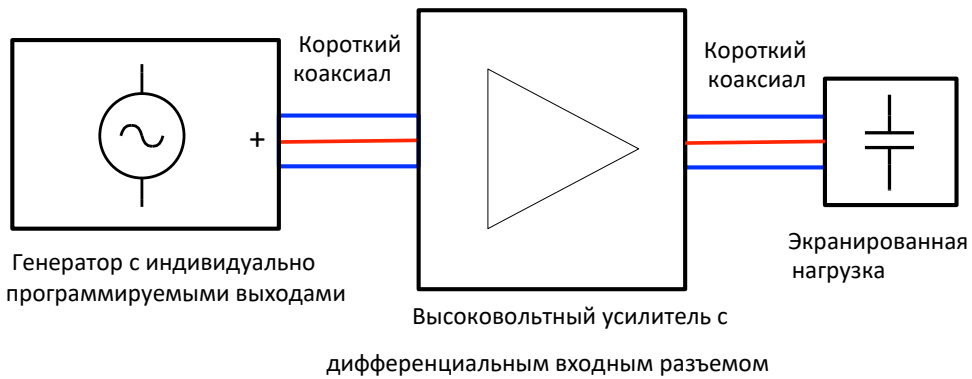 Короткий
коаксиал
Короткий
коаксиал
+
Генератор с индивидуально
программируемыми выходами
Экранированная
нагрузка
Высоковольтный усилитель с
дифференциальным входным разъемом